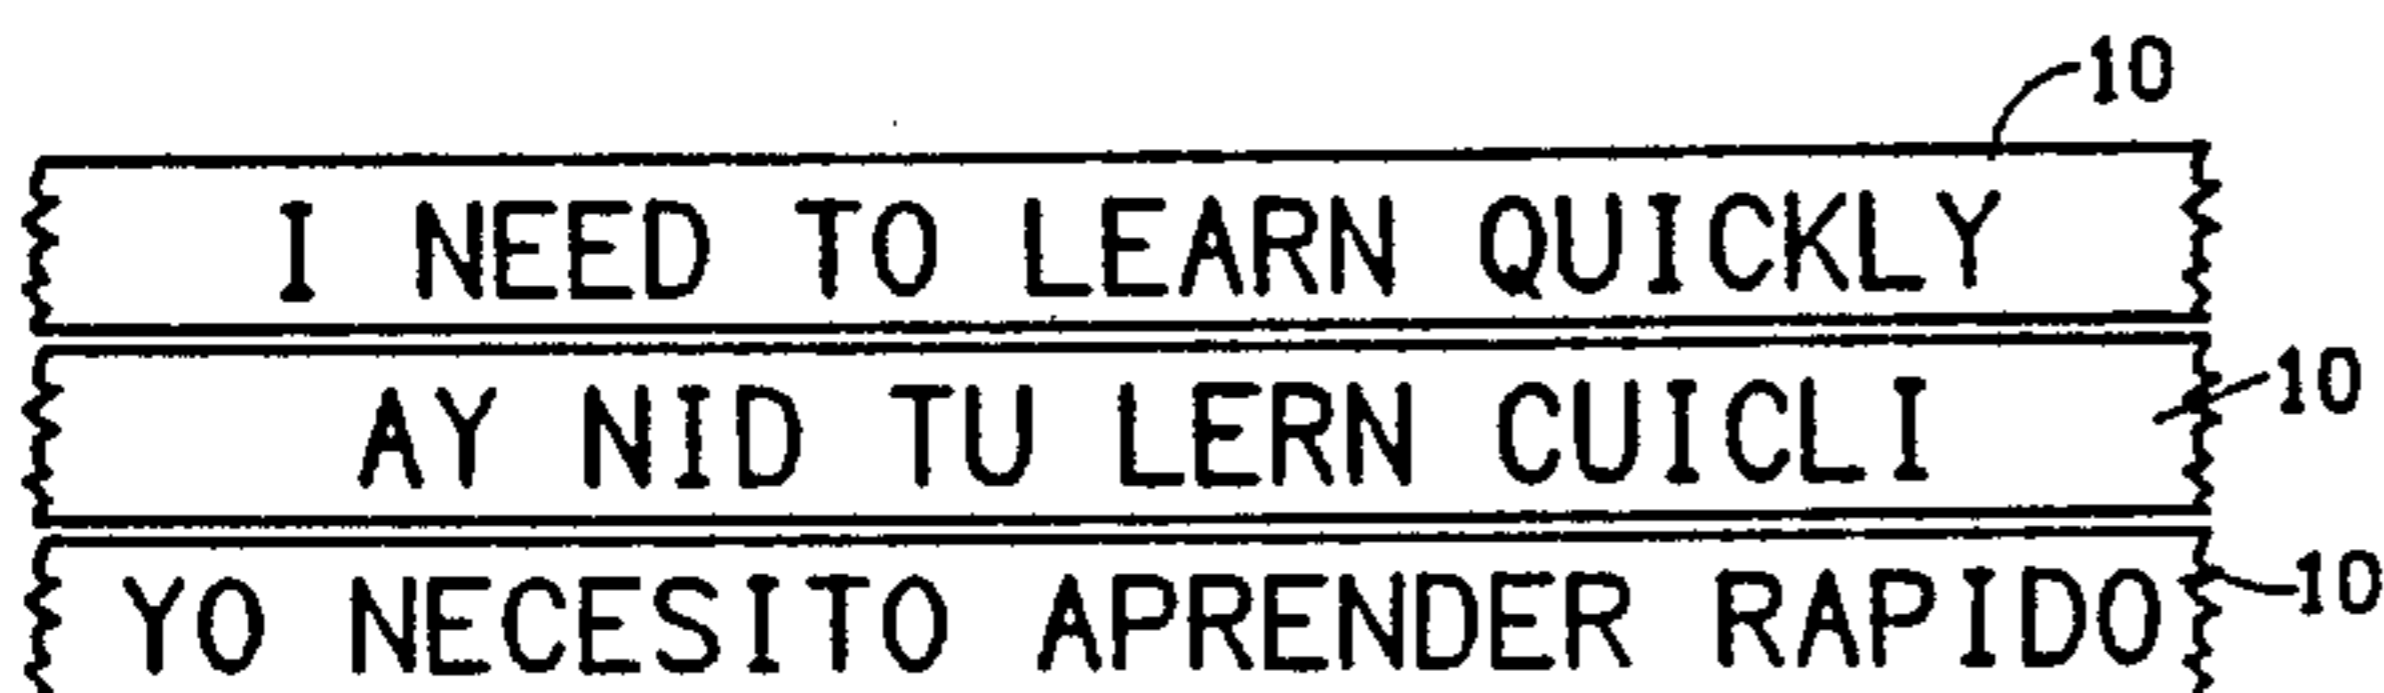 10
I NEED TO LEARN QUICKLY
AY NID TU LERN CUICLI 10
YO NECESITO APRENDER RAPIDO 10